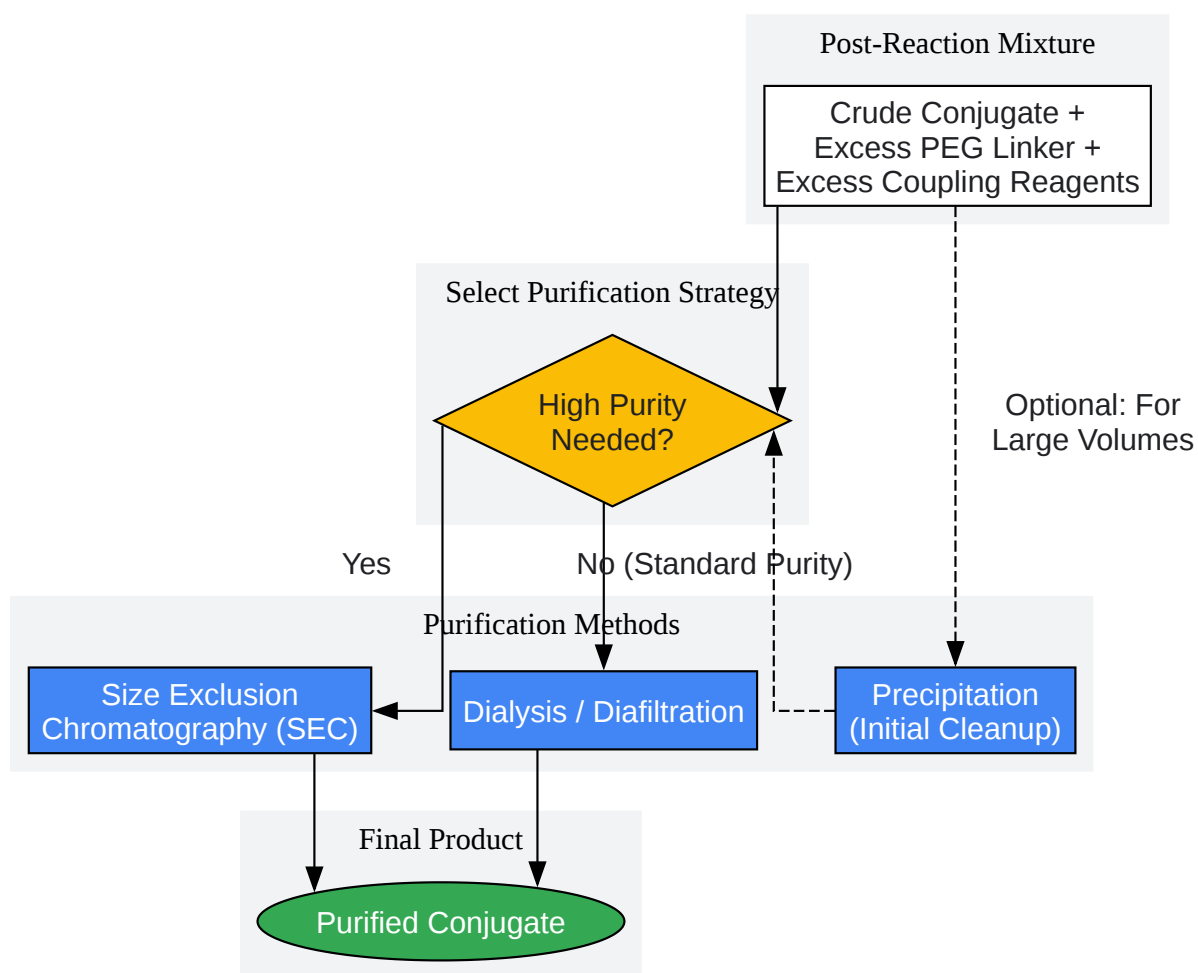 Post-Reaction Mixture
Crude Conjugate +
Excess PEG Linker +
Excess Coupling Reagents
Select Purification Strategy
High Purity
Needed?
Optional: For
Large Volumes
Yes
No (Standard Purity)
Purification Methods
Size Exclusion
Chromatography (SEC)
Dialysis / Diafiltration
Precipitation
(Initial Cleanup)
Final Product
Purified Conjugate